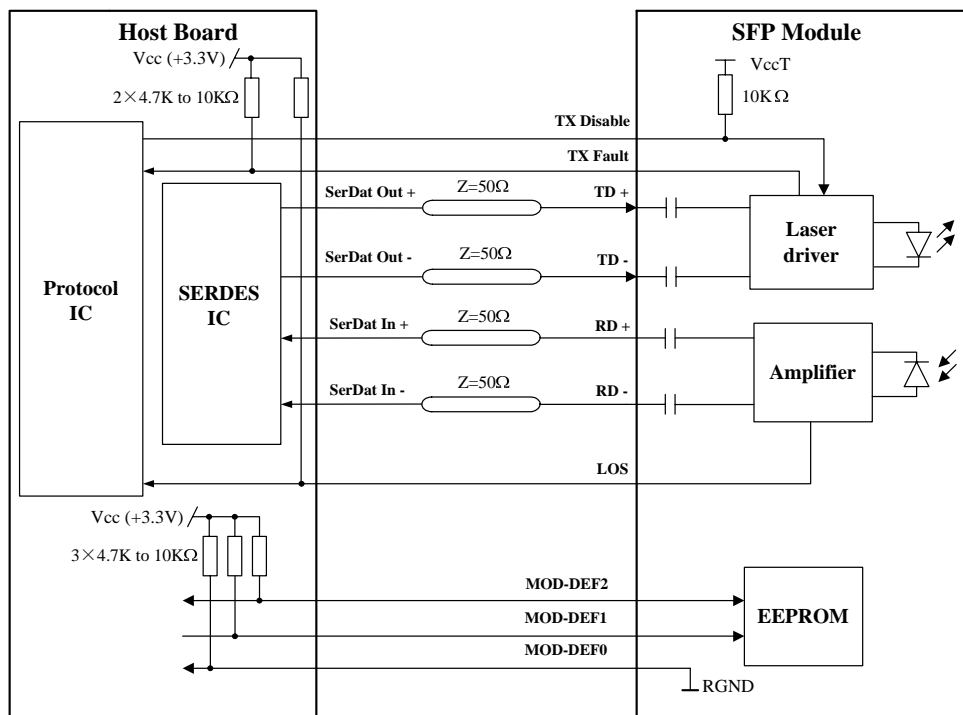 Host Board
SFP Module
Vcc (+3.3V)
VccT
2×4.7K to 10KΩ
10KΩ
TX Disable
TX Fault
SerDat Out +
Z=50Ω
TD +
Laser
driver
SerDat Out -
Z=50Ω
TD -
Protocol
IC
SERDES
IC
SerDat In +
Z=50Ω
RD +
Amplifier
SerDat In -
Z=50Ω
RD -
LOS
Vcc (+3.3V)
3×4.7K to 10KΩ
MOD-DEF2
MOD-DEF1
MOD-DEF0
EEPROM
RGND